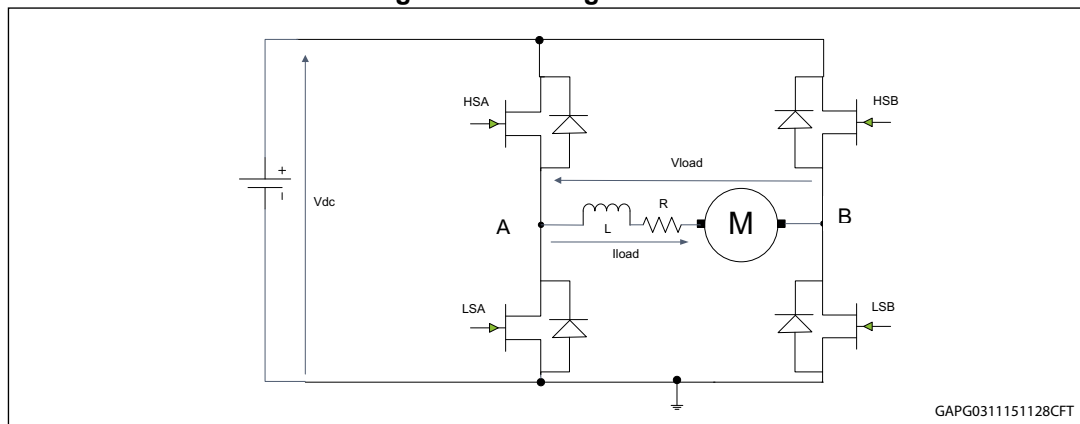 HSA
HSB
Vload
+
Vdc
A
L
R
M
B
Iload
LSA
LSB
GAPG0311151128CFT